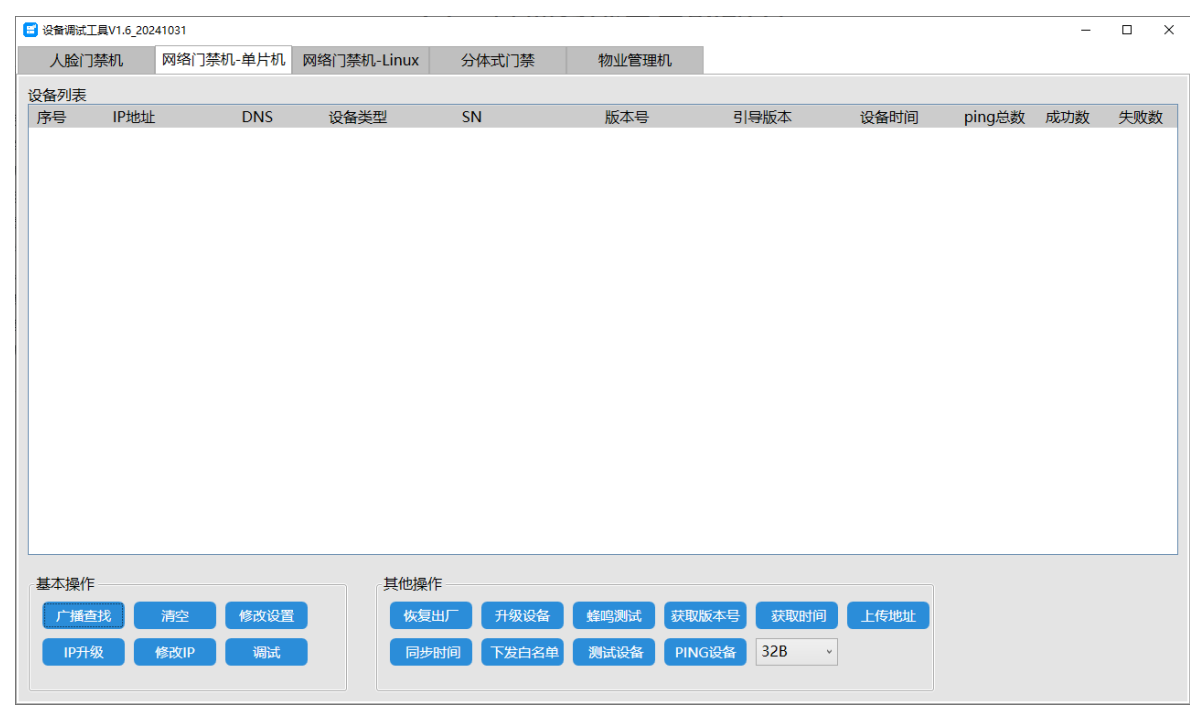 设备调试工具V1.6_20241031
人脸门禁机 网络门禁机-单片机 网络门禁机-Linux 分体式门禁 物业管理机
设备列表
序号 IP地址 DNS 设备类型 SN 版本号 引导版本 设备时间 ping总数 成功数 失败数
基本操作 其他操作
广播查找 清空 修改设置 恢复出厂 升级设备 蜂鸣测试 获取版本号 获取时间 上传地址
IP升级 修改IP 调试 同步时间 下发白名单 测试设备 PING设备 32B